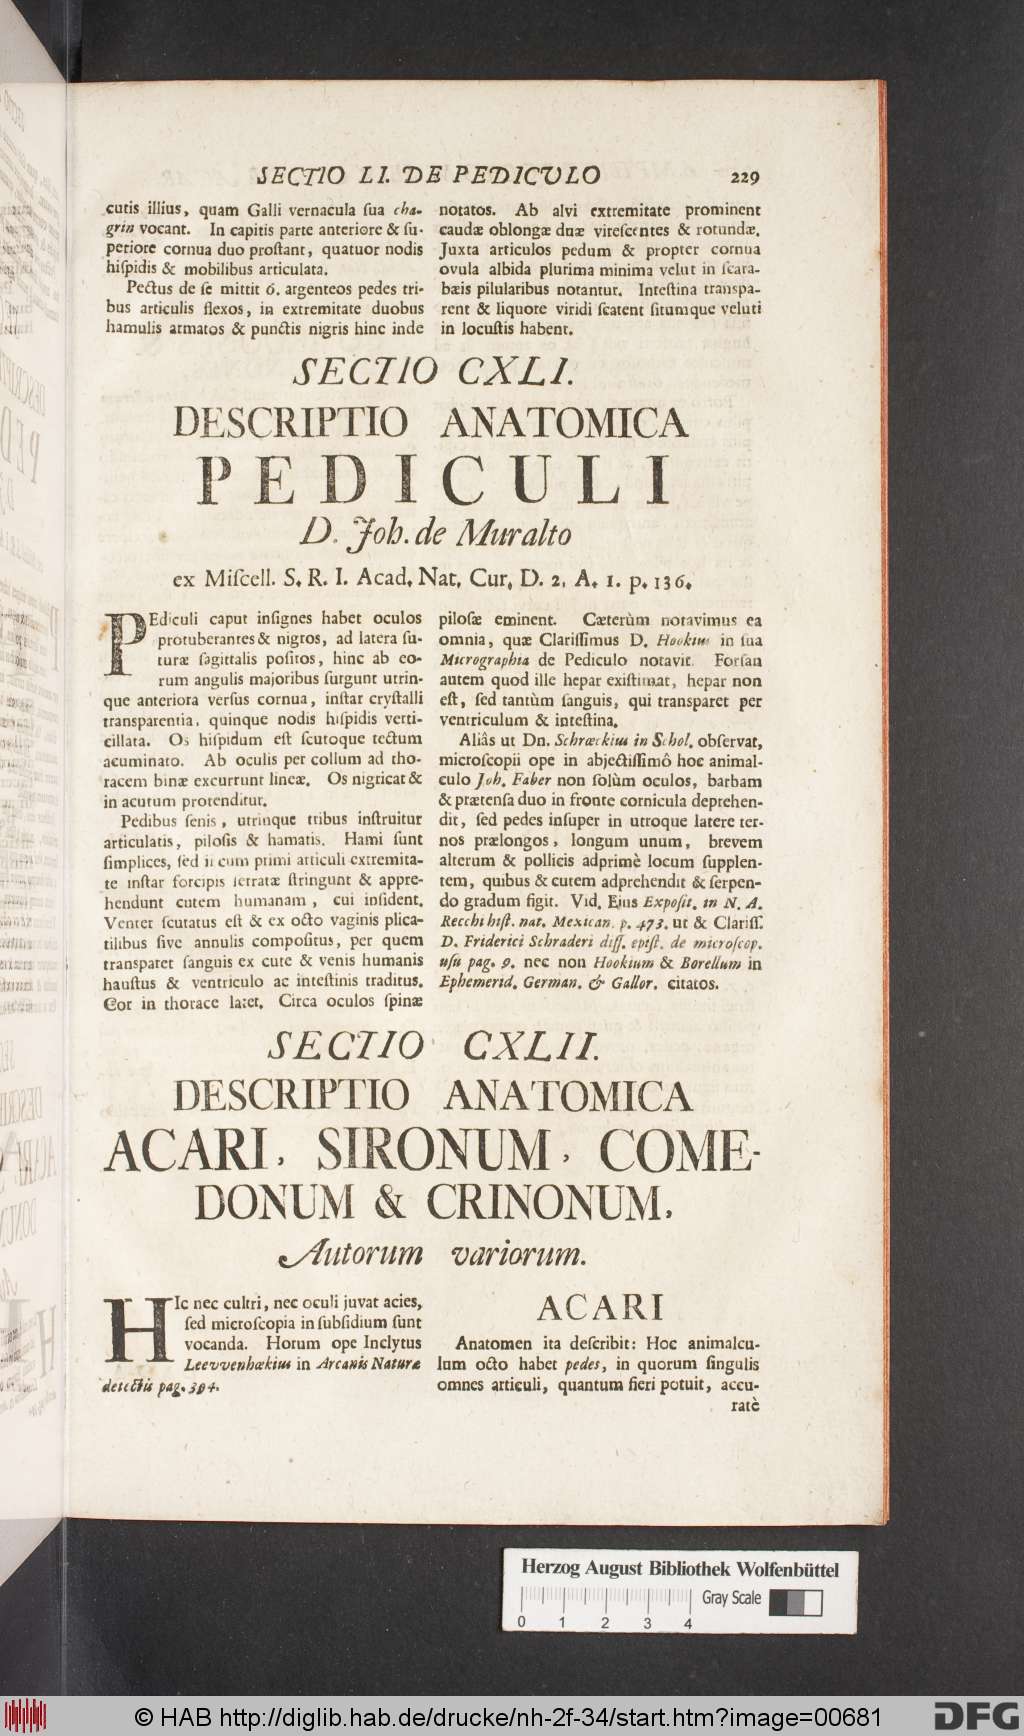 SECTIO LI. DE PEDICVLO 229
cutis illius, quam Galli vernacula sua cha-
grin vocant. In capitis parte anteriore & su-
periore cornua duo prostant, quatuor nodis
hispidis & mobilibus articulata.
Pectus de se mittit 6. argenteos pedes tri-
bus articulis flexos, in extremitate duobus
hamulis armatos & punctis nigris hinc inde
notatos. Ab alvi extremitate prominent
caudæ oblongæ duæ virescentes & rotundæ.
Juxta articulos pedum & propter cornua
ovula albida plurima minima velut in scara-
bæis pilularibus notantur. Intestina transpa-
rent & liquore viridi scatent situmque veluti
in locustis habent.
SECTIO CXLI.
DESCRIPTIO ANATOMICA
PEDICULI
D. Joh. de Muralto
ex Miscell. S. R. I. Acad. Nat. Cur. D. 2. A. 1. p. 136.
PEdiculi caput insignes habet oculos
protuberantes & nigros, ad latera su-
turæ sagittalis positos, hinc ab eo-
rum angulis majoribus surgunt utrin-
que anteriora versus cornua, instar crystalli
transparentia, quinque nodis hispidis verti-
cillata. Os hispidum est scutoque tectum
acuminato. Ab oculis per collum ad tho-
racem binæ excurrunt lineæ. Os nigricat &
in acutum protenditur.
Pedibus senis, utrinque tribus instruitur
articulatis, pilosis & hamatis. Hami sunt
simplices, sed ii cum primi articuli extremita-
te instar forcipis serratæ stringunt & appre-
hendunt cutem humanam, cui insident.
Venter scutatus est & ex octo vaginis plica-
tilibus sive annulis compositus, per quem
transparet sanguis ex cute & venis humanis
haustus & ventriculo ac intestinis traditus.
Cor in thorace latet. Circa oculos spinæ
pilosæ eminent. Cæterùm notavimus ea
omnia, quæ Clarissimus D. Hookius in sua
Micrographia de Pediculo notavit. Forsan
autem quod ille hepar existimat, hepar non
est, sed tantùm sanguis, qui transparet per
ventriculum & intestina.
Aliâs ut Dn. Schrœckius in Schol. observat,
microscopii ope in abjectissimô hoc animal-
culo Joh. Faber non solùm oculos, barbam
& prætensa duo in fronte cornicula deprehen-
dit, sed pedes insuper in utroque latere ter-
nos prælongos, longum unum, brevem
alterum & pollicis adprimè locum supplen-
tem, quibus & cutem adprehendit & serpen-
do gradum figit. Vid. Ejus Exposit. in N. A.
Recchi hist. nat. Mexican. p. 473. ut & Clariss.
D. Friderici Schraderi diss. epist. de microscop.
usu pag. 9. nec non Hookium & Borellum in
Ephemerid. German. & Gallor. citatos.
SECTIO CXLII.
DESCRIPTIO ANATOMICA
ACARI, SIRONUM, COME-
DONUM & CRINONUM,
Autorum variorum.
HIc nec cultri, nec oculi juvat acies,
sed microscopia in subsidium sunt
vocanda. Horum ope Inclytus
Leevvenhœkius in Arcanis Naturæ
detectis pag. 394.
ACARI
Anatomen ita describit: Hoc animalcu-
lum octo habet pedes, in quorum singulis
omnes articuli, quantum fieri potuit, accu-
ratè
Herzog August Bibliothek Wolfenbüttel
Gray Scale
0 1 2 3 4
© HAB http://diglib.hab.de/drucke/nh-2f-34/start.htm?image=00681
DFG